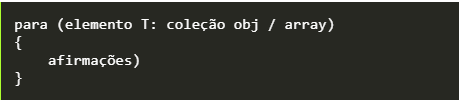 para (elemento T: coleção obj / array)
{
    afirmações)
}